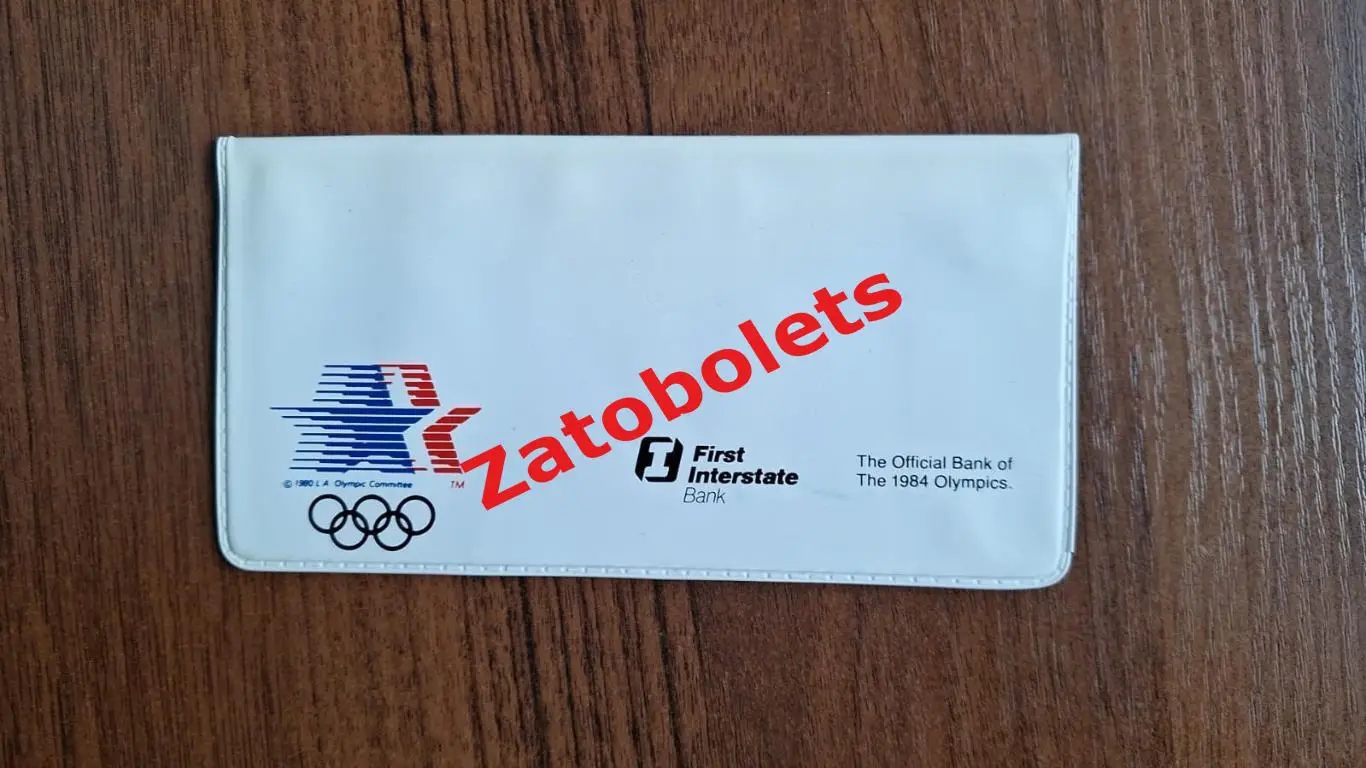 Zatobolets
© 1980 L.A. Olympic Committee
TM
First
Interstate
Bank
The Official Bank of
The 1984 Olympics.